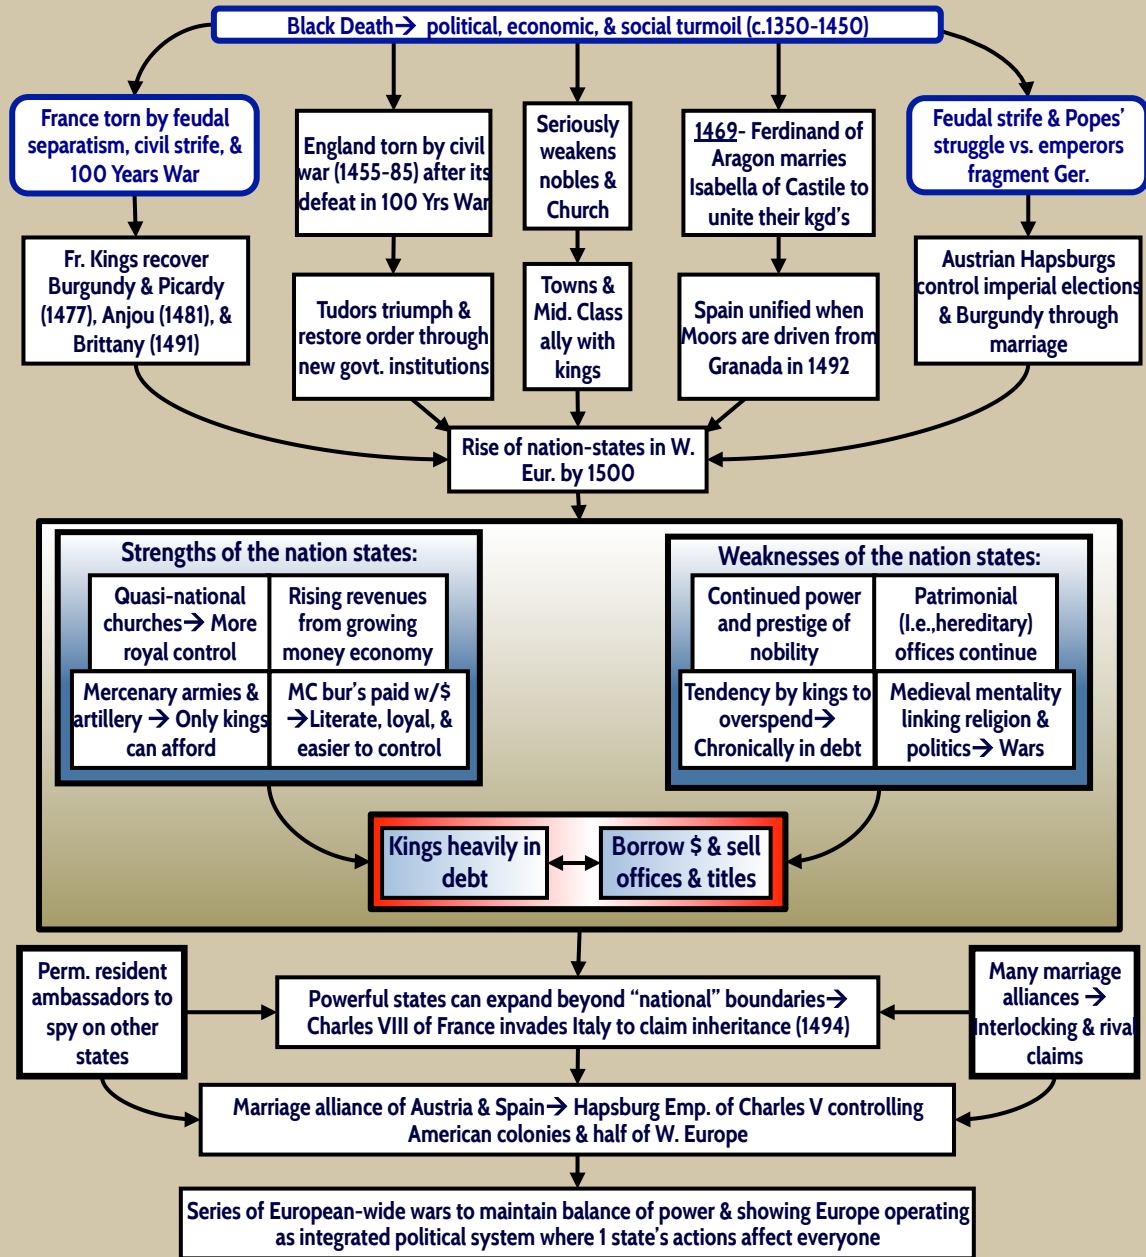 Black Death→ political, economic, & social turmoil (c.1350-1450)
France torn by feudal
separatism, civil strife, &
100 Years War
England torn by civil
war (1455-85) after its
defeat in 100 Yrs War
Seriously
weakens
nobles &
Church
1469- Ferdinand of
Aragon marries
Isabella of Castile to
unite their kgd's
Feudal strife & Popes'
struggle vs. emperors
fragment Ger.
Fr. Kings recover
Burgundy & Picardy
(1477), Anjou (1481), &
Brittany (1491)
Tudors triumph &
restore order through
new govt. institutions
Towns &
Mid. Class
ally with
kings
Spain unified when
Moors are driven from
Granada in 1492
Austrian Hapsburgs
control imperial elections
& Burgundy through
marriage
Rise of nation-states in W.
Eur. by 1500
Strengths of the nation states:
Quasi-national
churches→ More
royal control
Rising revenues
from growing
money economy
Mercenary armies &
artillery → Only kings
can afford
MC bur's paid w/$
→Literate, loyal, &
easier to control
Weaknesses of the nation states:
Continued power
and prestige of
nobility
Patrimonial
(I.e.,hereditary)
offices continue
Tendency by kings to
overspend→
Chronically in debt
Medieval mentality
linking religion &
politics→ Wars
Kings heavily in
debt
Borrow $ & sell
offices & titles
Perm. resident
ambassadors to
spy on other
states
Powerful states can expand beyond “national” boundaries→
Charles VIII of France invades Italy to claim inheritance (1494)
Many marriage
alliances →
Interlocking & rival
claims
Marriage alliance of Austria & Spain→ Hapsburg Emp. of Charles V controlling
American colonies & half of W. Europe
Series of European-wide wars to maintain balance of power & showing Europe operating
as integrated political system where 1 state's actions affect everyone